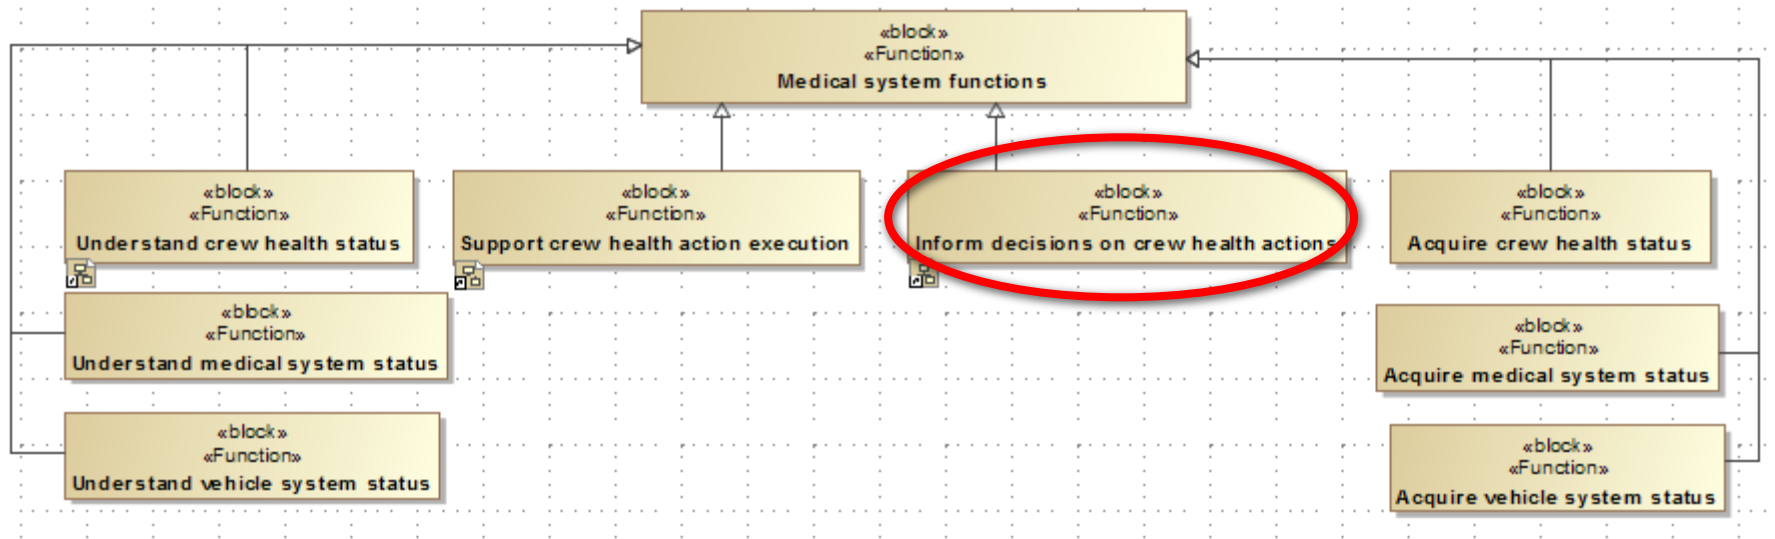 «block»
«Function»
Medical system functions
«block»
«Function»
Understand crew health status
«block»
«Function»
Support crew health action execution
«block»
«Function»
Inform decisions on crew health actions
«block»
«Function»
Acquire crew health status
«block»
«Function»
Understand medical system status
«block»
«Function»
Acquire medical system status
«block»
«Function»
Understand vehicle system status
«block»
«Function»
Acquire vehicle system status